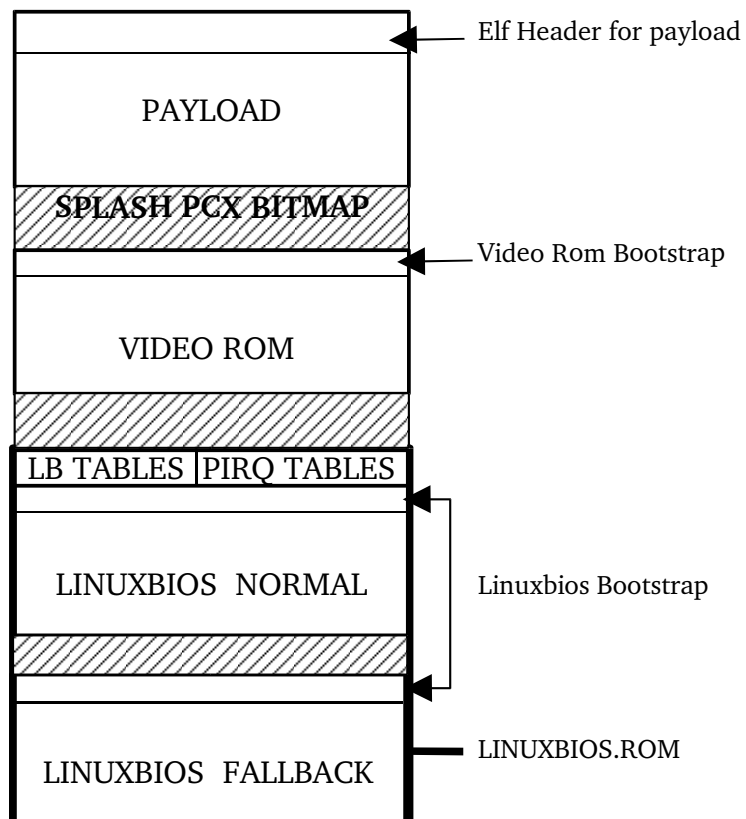 Elf Header for payload
PAYLOAD
SPLASH PCX BITMAP
Video Rom Bootstrap
VIDEO ROM
LB TABLES PIRQ TABLES
LINUXBIOS NORMAL
Linuxbios Bootstrap
LINUXBIOS.ROM
LINUXBIOS FALLBACK